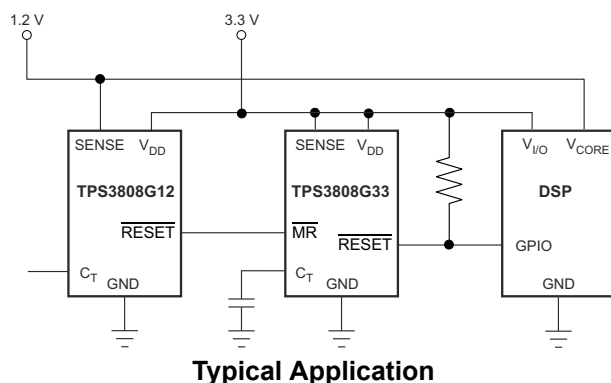 1.2 V
3.3 V
SENSE VDD
TPS3808G12
RESET
CT
GND
SENSE VDD
TPS3808G33
MR
RESET
CT
GND
VI/O VCORE
DSP
GPIO
GND
Typical Application